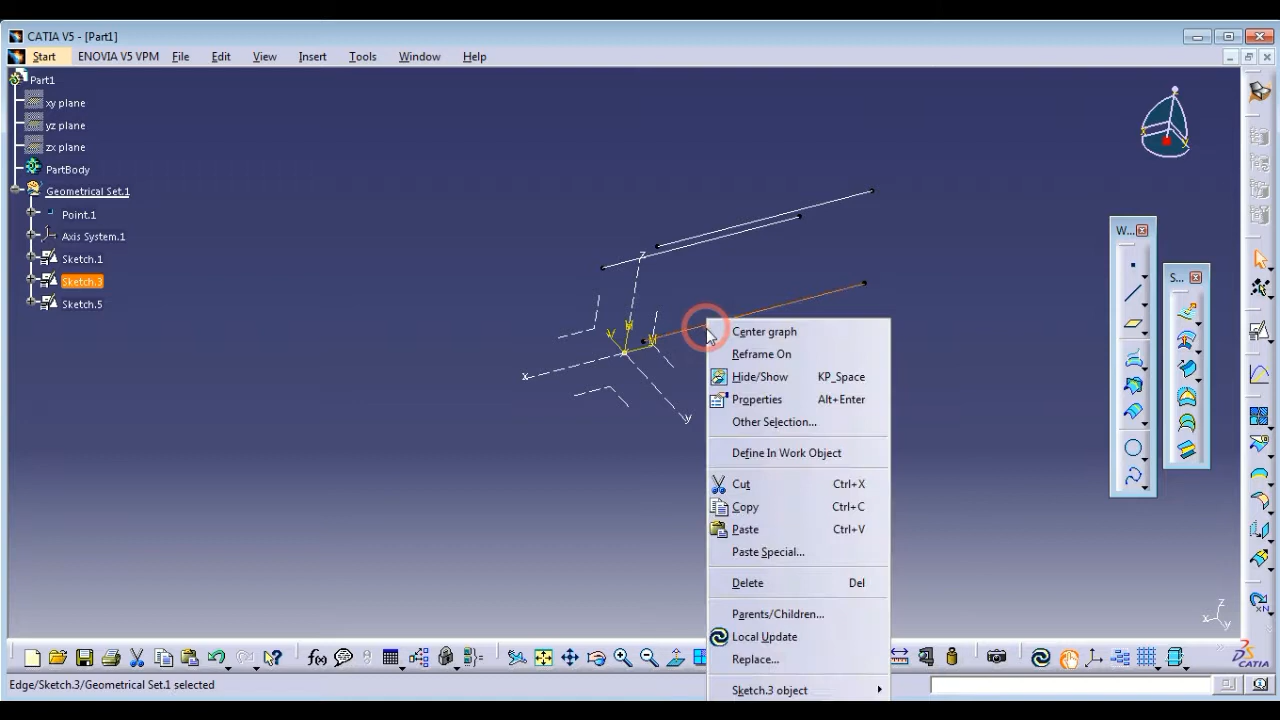 CATIA V5 - [Part1]
Start ENOVIA V5 VPM File Edit View Insert Tools Window Help
Part1
xy plane
yz plane
zx plane
PartBody
Geometrical Set.1
Point.1
Axis System.1
Sketch.1
Sketch.3
Sketch.5
z
x
y
H
V
Center graph
Reframe On
Hide/Show KP_Space
Properties Alt+Enter
Other Selection...
Define In Work Object
Cut Ctrl+X
Copy Ctrl+C
Paste Ctrl+V
Paste Special...
Delete Del
Parents/Children...
Local Update
Replace...
Sketch.3 object
W...
S...
z
x
y
f(x)
CATIA
Edge/Sketch.3/Geometrical Set.1 selected